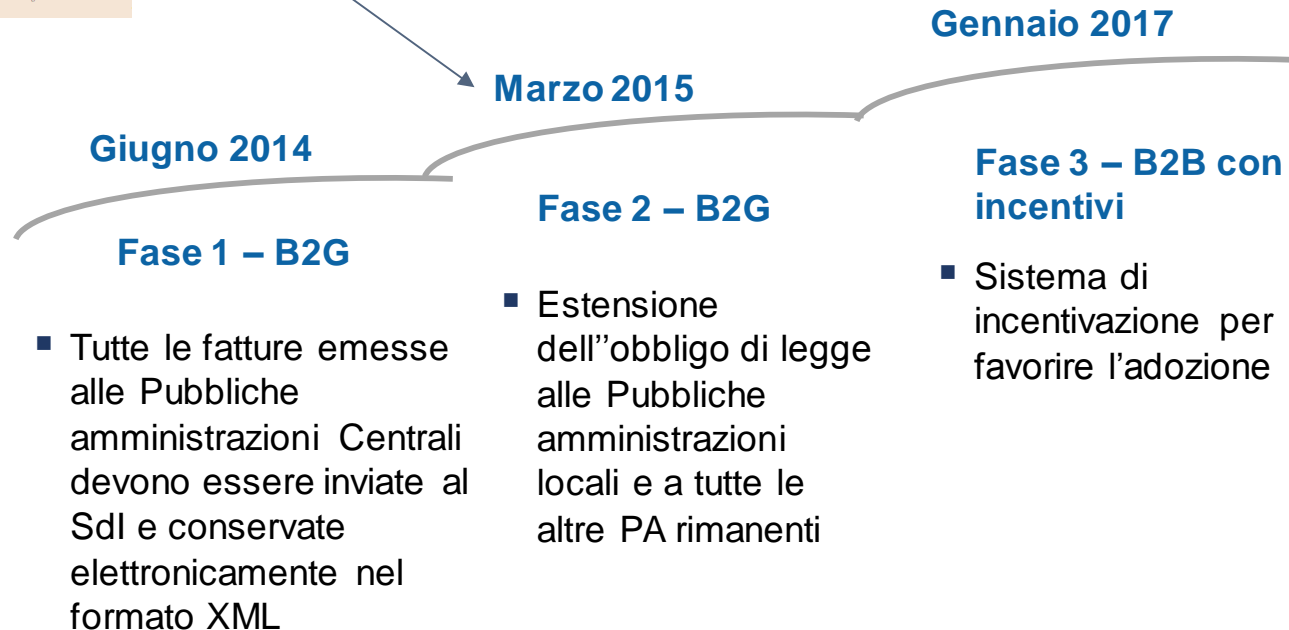 Giugno 2014
Fase 1 – B2G
▪ Tutte le fatture emesse
alle Pubbliche
amministrazioni Centrali
devono essere inviate al
SdI e conservate
elettronicamente nel
formato XML
Marzo 2015
Fase 2 – B2G
▪ Estensione
dell’’obbligo di legge
alle Pubbliche
amministrazioni
locali e a tutte le
altre PA rimanenti
Gennaio 2017
Fase 3 – B2B con
incentivi
▪ Sistema di
incentivazione per
favorire l’adozione